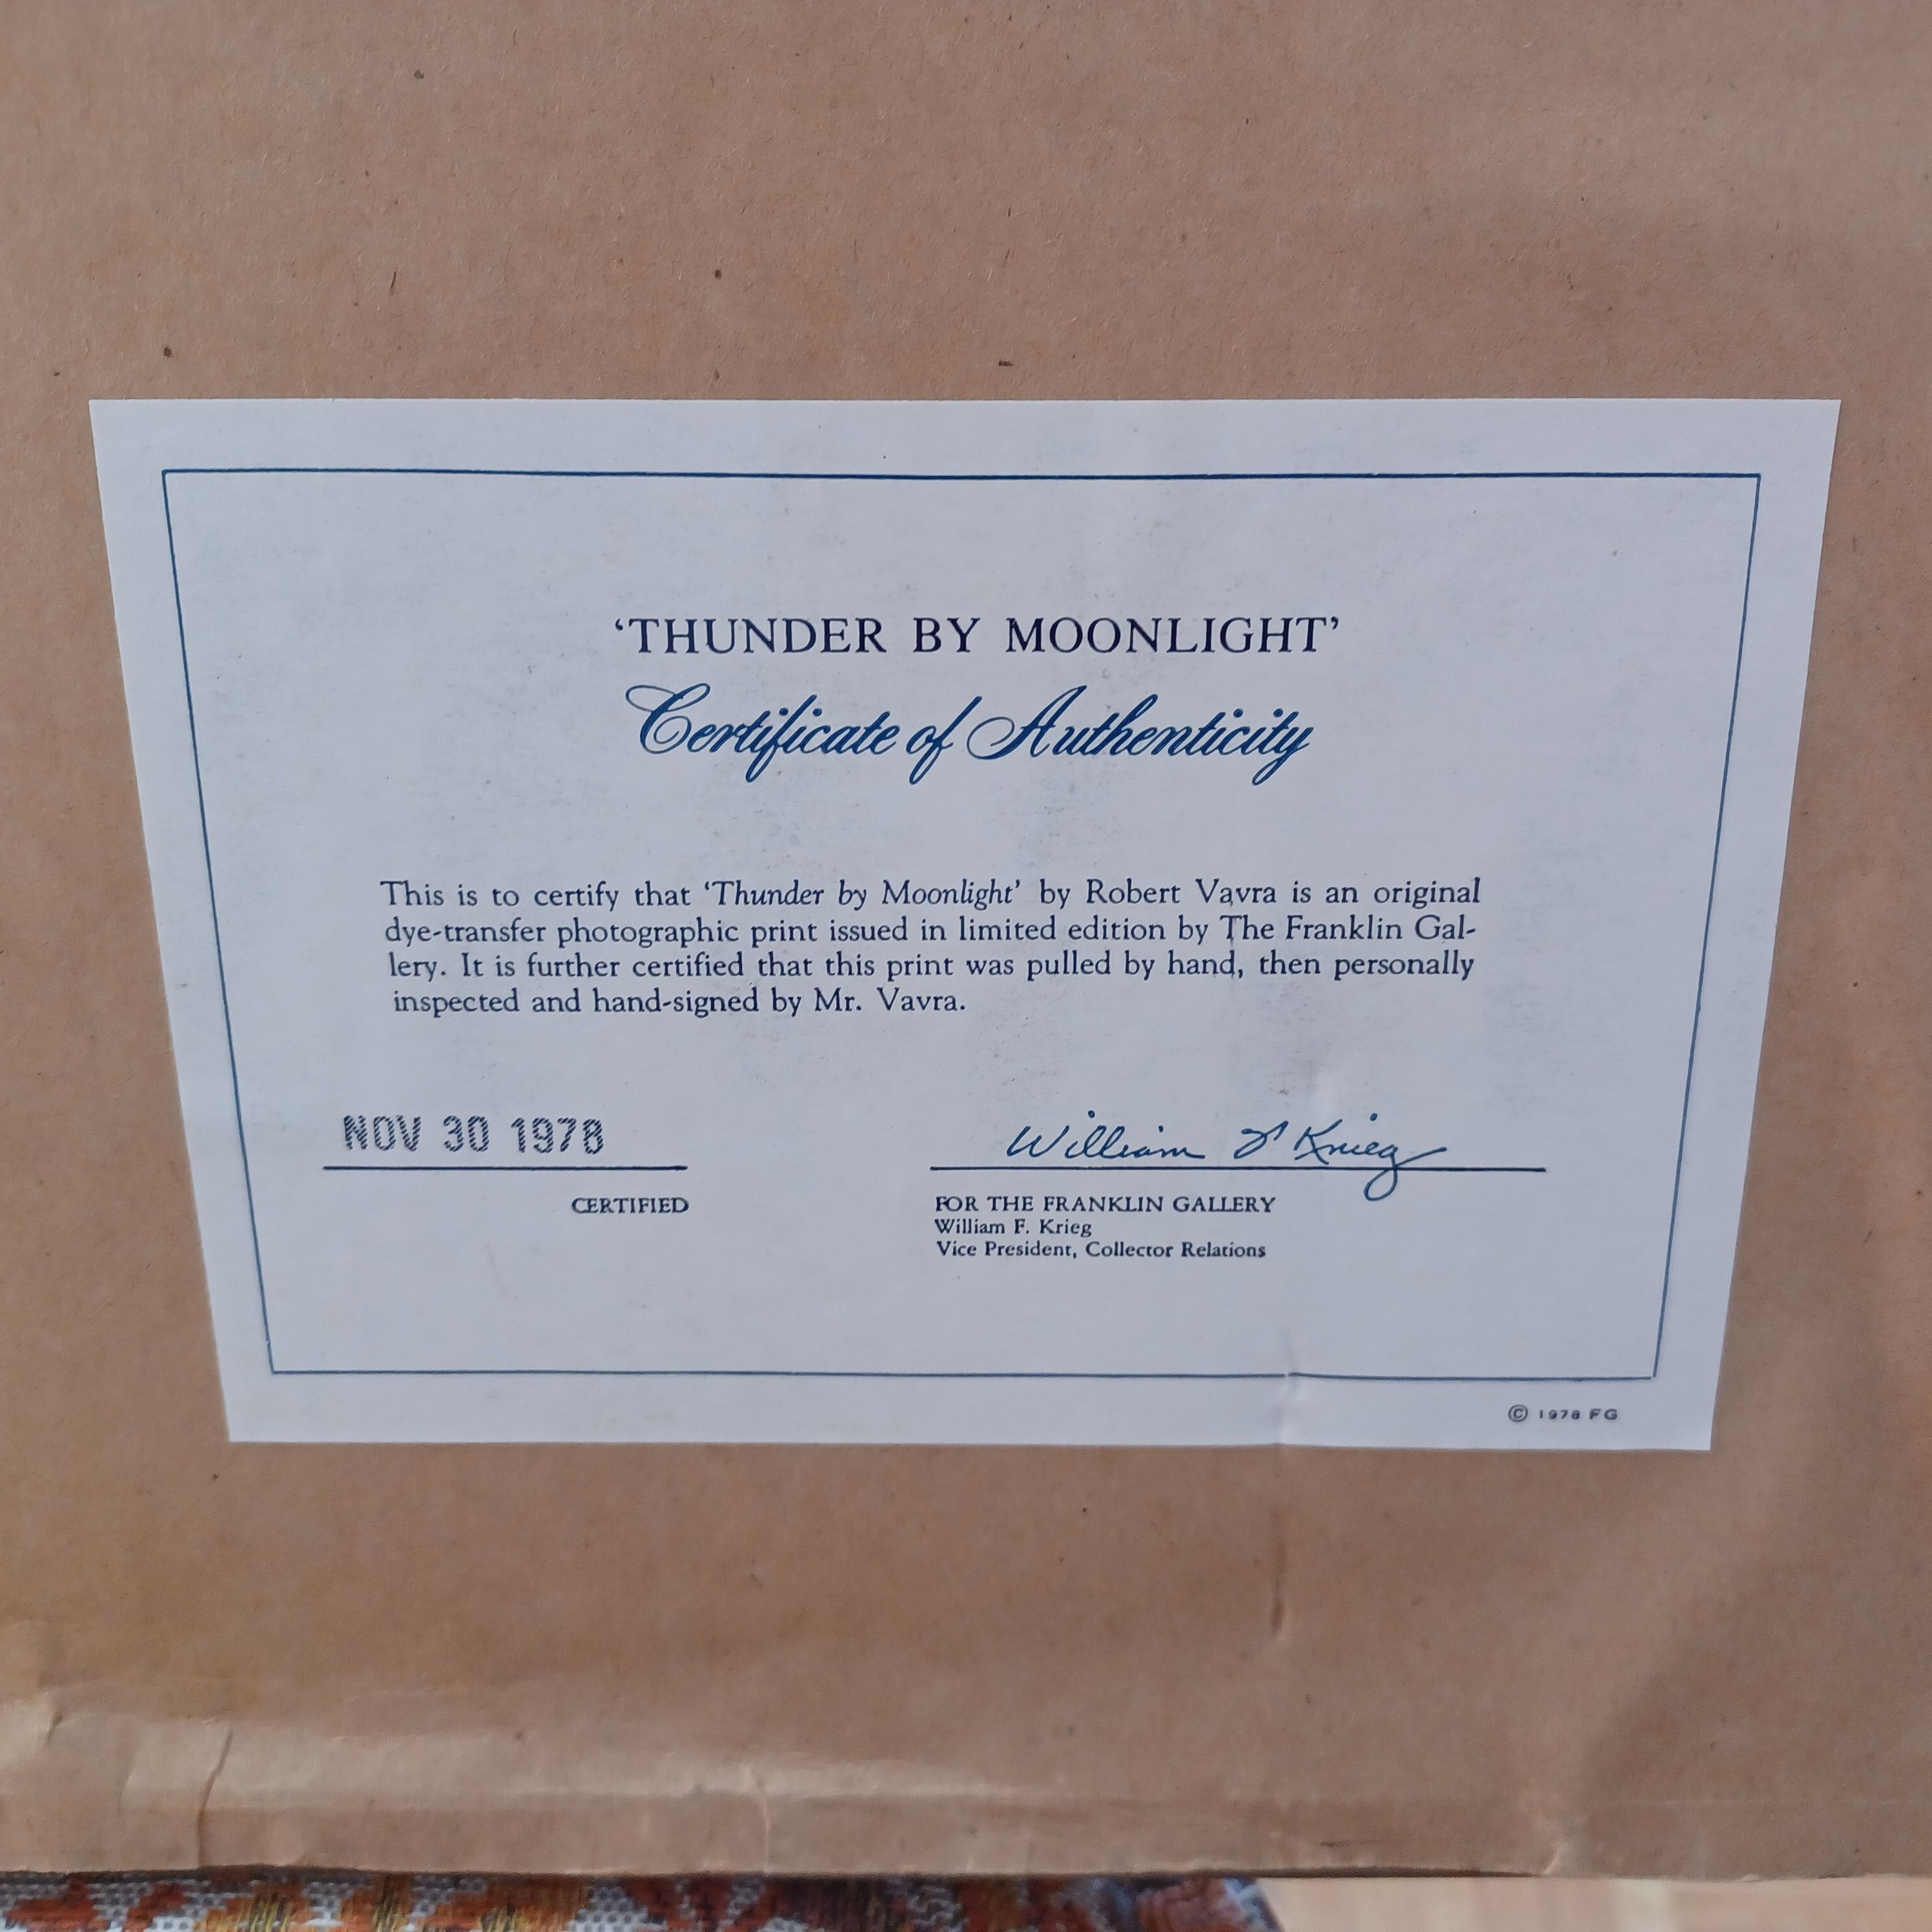 ‘THUNDER BY MOONLIGHT’
Certificate of Authenticity
This is to certify that ‘Thunder by Moonlight’ by Robert Vavra is an original
dye-transfer photographic print issued in limited edition by The Franklin Gal-
lery. It is further certified that this print was pulled by hand, then personally
inspected and hand-signed by Mr. Vavra.
NOV 30 1978
William F Krieg
CERTIFIED
FOR THE FRANKLIN GALLERY
William F. Krieg
Vice President, Collector Relations
© 1978 FG